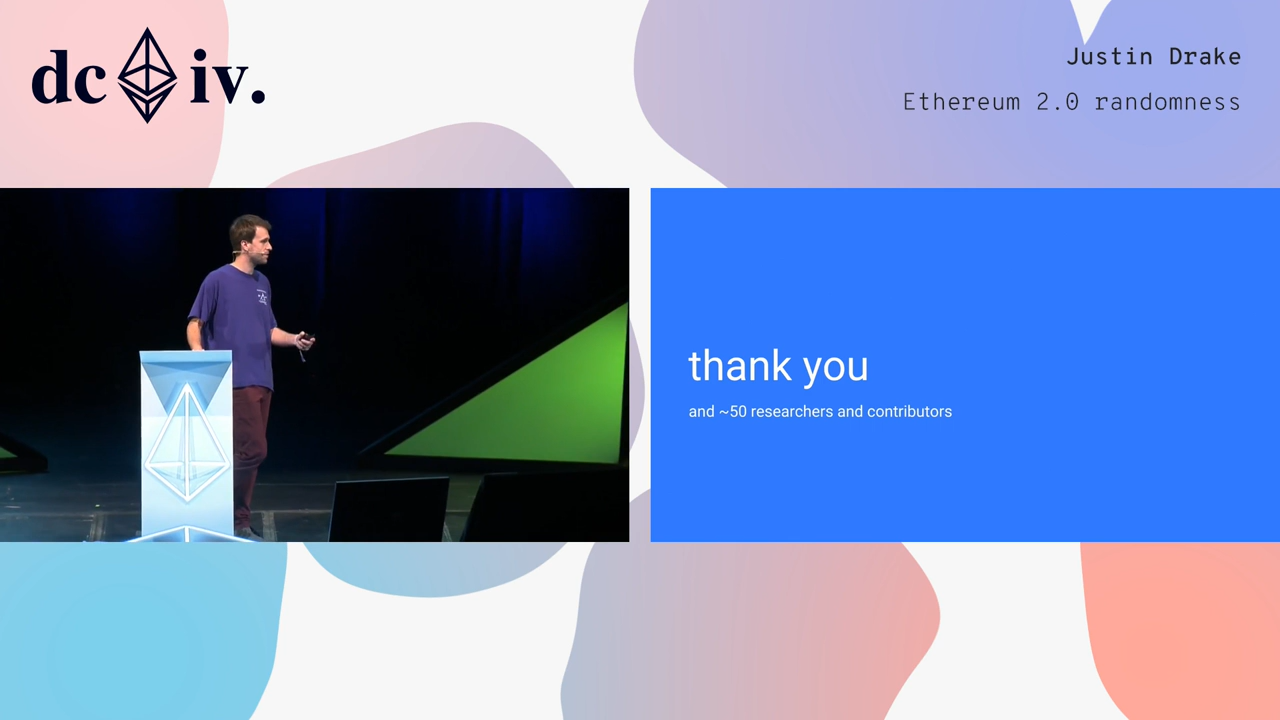 dc iv.
Justin Drake
Ethereum 2.0 randomness
thank you
and ~50 researchers and contributors